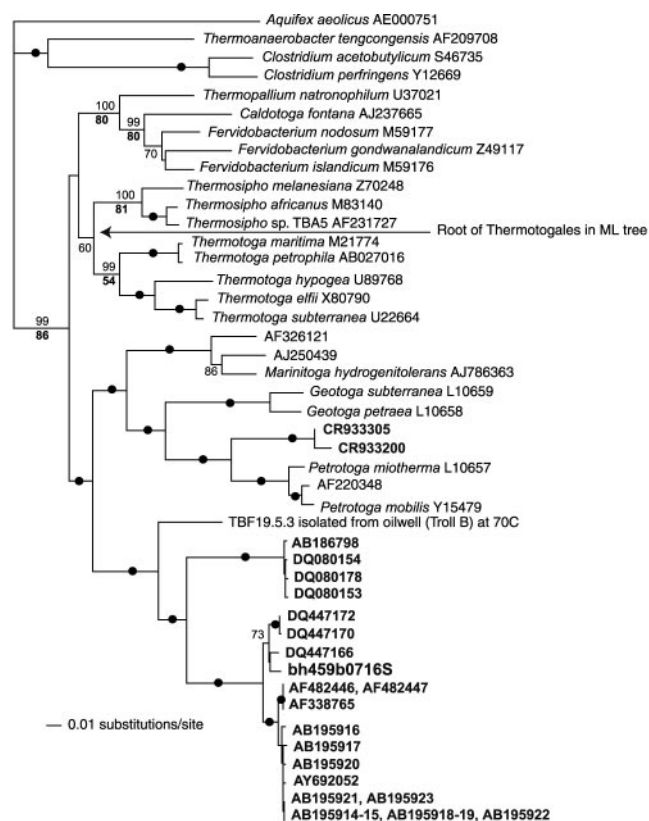 Aquifex aeolicus AE000751
Thermoanaerobacter tengcongensis AF209708
Clostridium acetobutylicum S46735
Clostridium perfringens Y12669
Thermopallium natronophilum U37021
100
80
Caldotoga fontana AJ237665
99
80
Fervidobacterium nodosum M59177
70
Fervidobacterium gondwanalandicum Z49117
Fervidobacterium islandicum M59176
Thermosipho melanesiana Z70248
100
81
Thermosipho africanus M83140
Thermosipho sp. TBA5 AF231727
Root of Thermotogales in ML tree
60
Thermotoga maritima M21774
Thermotoga petrophila AB027016
99
54
Thermotoga hypogea U89768
Thermotoga elfii X80790
Thermotoga subterranea U22664
99
86
AF326121
AJ250439
86
Marinitoga hydrogenitolerans AJ786363
Geotoga subterranea L10659
Geotoga petraea L10658
CR933305
CR933200
Petrotoga miotherma L10657
AF220348
Petrotoga mobilis Y15479
TBF19.5.3 isolated from oilwell (Troll B) at 70C
AB186798
DQ080154
DQ080178
DQ080153
DQ447172
73
DQ447170
DQ447166
bh459b0716S
AF482446, AF482447
AF338765
0.01 substitutions/site
AB195916
AB195917
AB195920
AY692052
AB195921, AB195923
AB195914-15, AB195918-19, AB195922